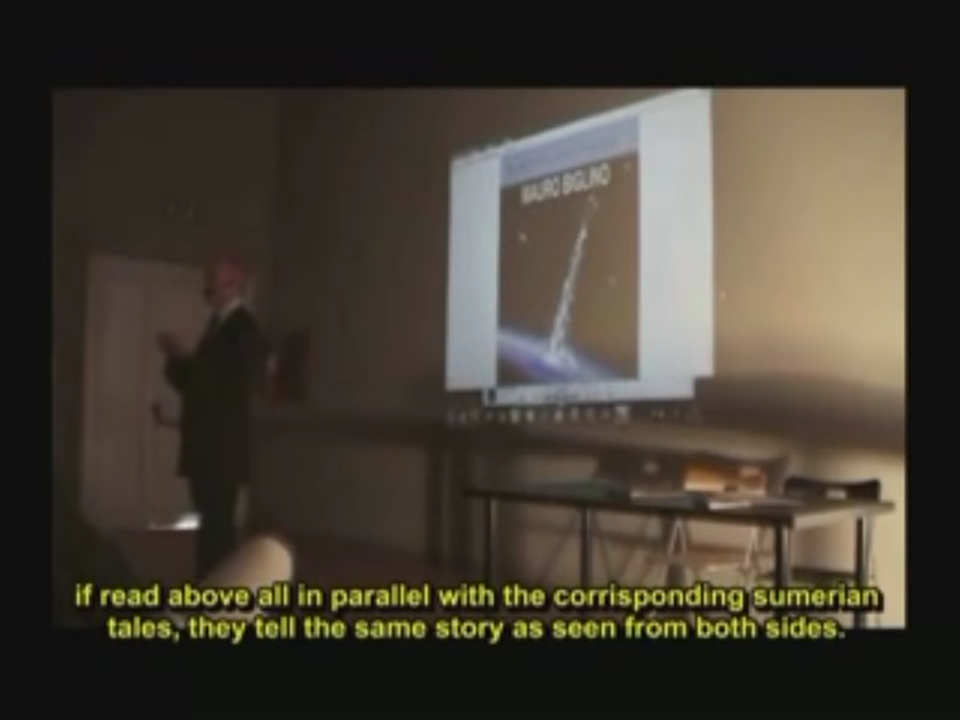 MAURO BIGLINO
if read above all in parallel with the corrisponding sumerian
tales, they tell the same story as seen from both sides.